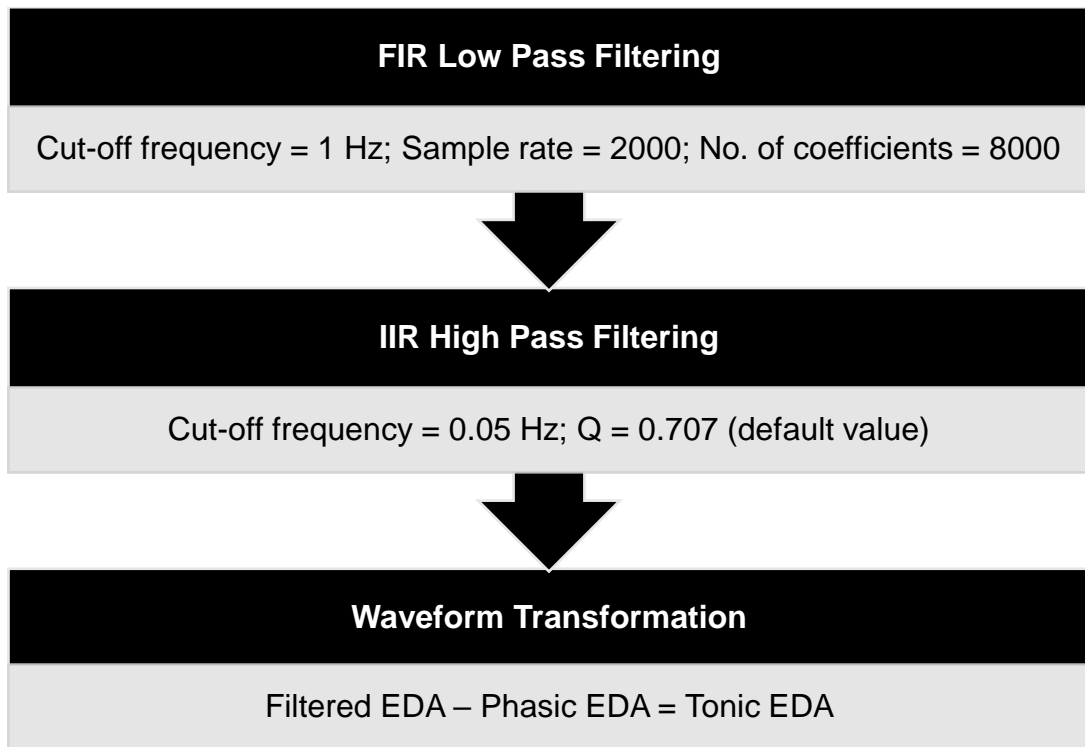 FIR Low Pass Filtering
Cut-off frequency = 1 Hz; Sample rate = 2000; No. of coefficients = 8000
IIR High Pass Filtering
Cut-off frequency = 0.05 Hz; Q = 0.707 (default value)
Waveform Transformation
Filtered EDA – Phasic EDA = Tonic EDA